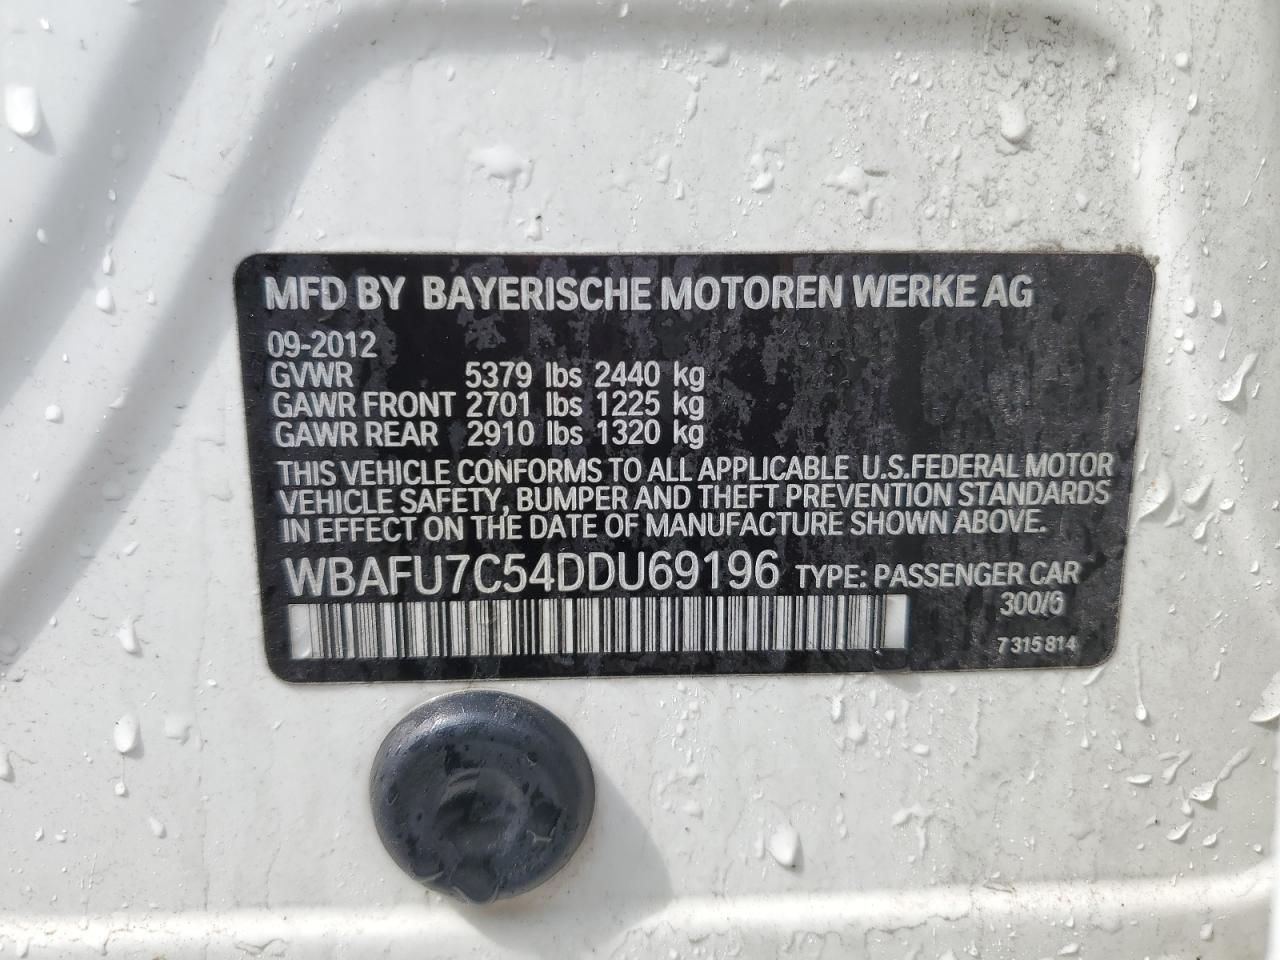 MFD BY BAYERISCHE MOTOREN WERKE AG
09-2012
GVWR 5379 lbs 2440 kg
GAWR FRONT 2701 lbs 1225 kg
GAWR REAR 2910 lbs 1320 kg
THIS VEHICLE CONFORMS TO ALL APPLICABLE U.S.FEDERAL MOTOR
VEHICLE SAFETY, BUMPER AND THEFT PREVENTION STANDARDS
IN EFFECT ON THE DATE OF MANUFACTURE SHOWN ABOVE.
WBAFU7C54DDU69196 TYPE: PASSENGER CAR
300/6
7 315 814